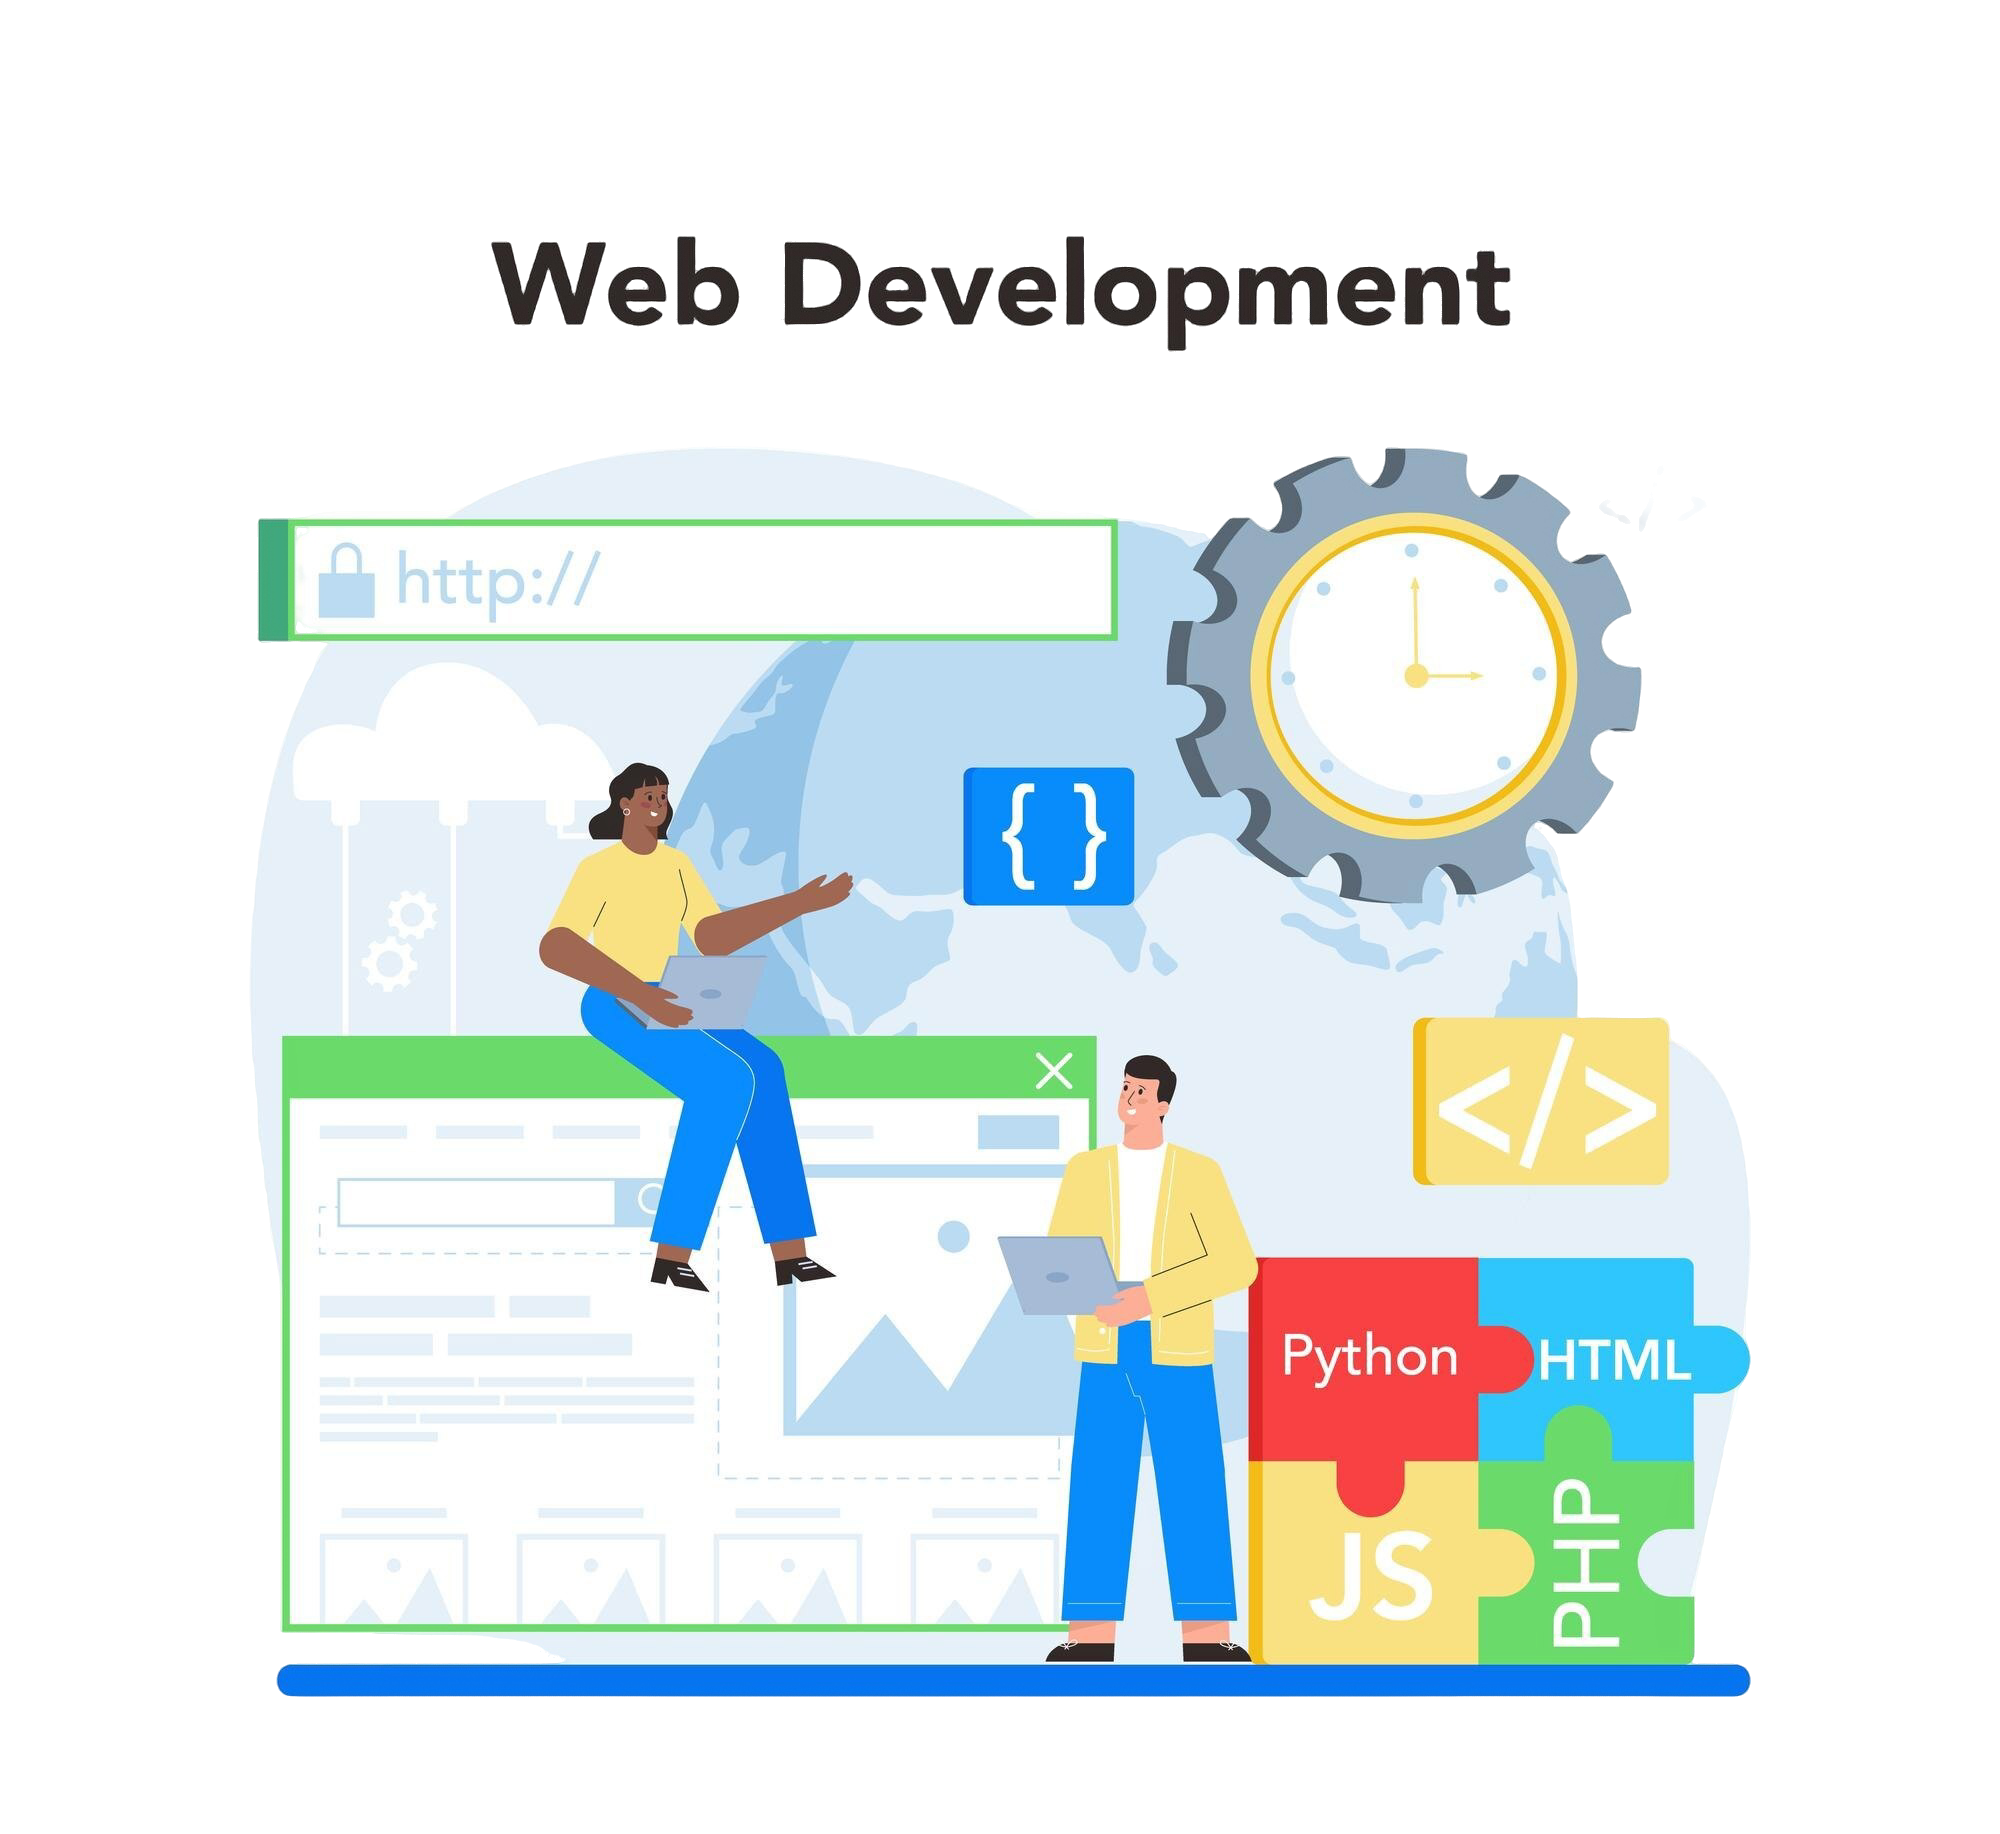 Web Development
http://
{ }
</>
Python
HTML
JS
PHP